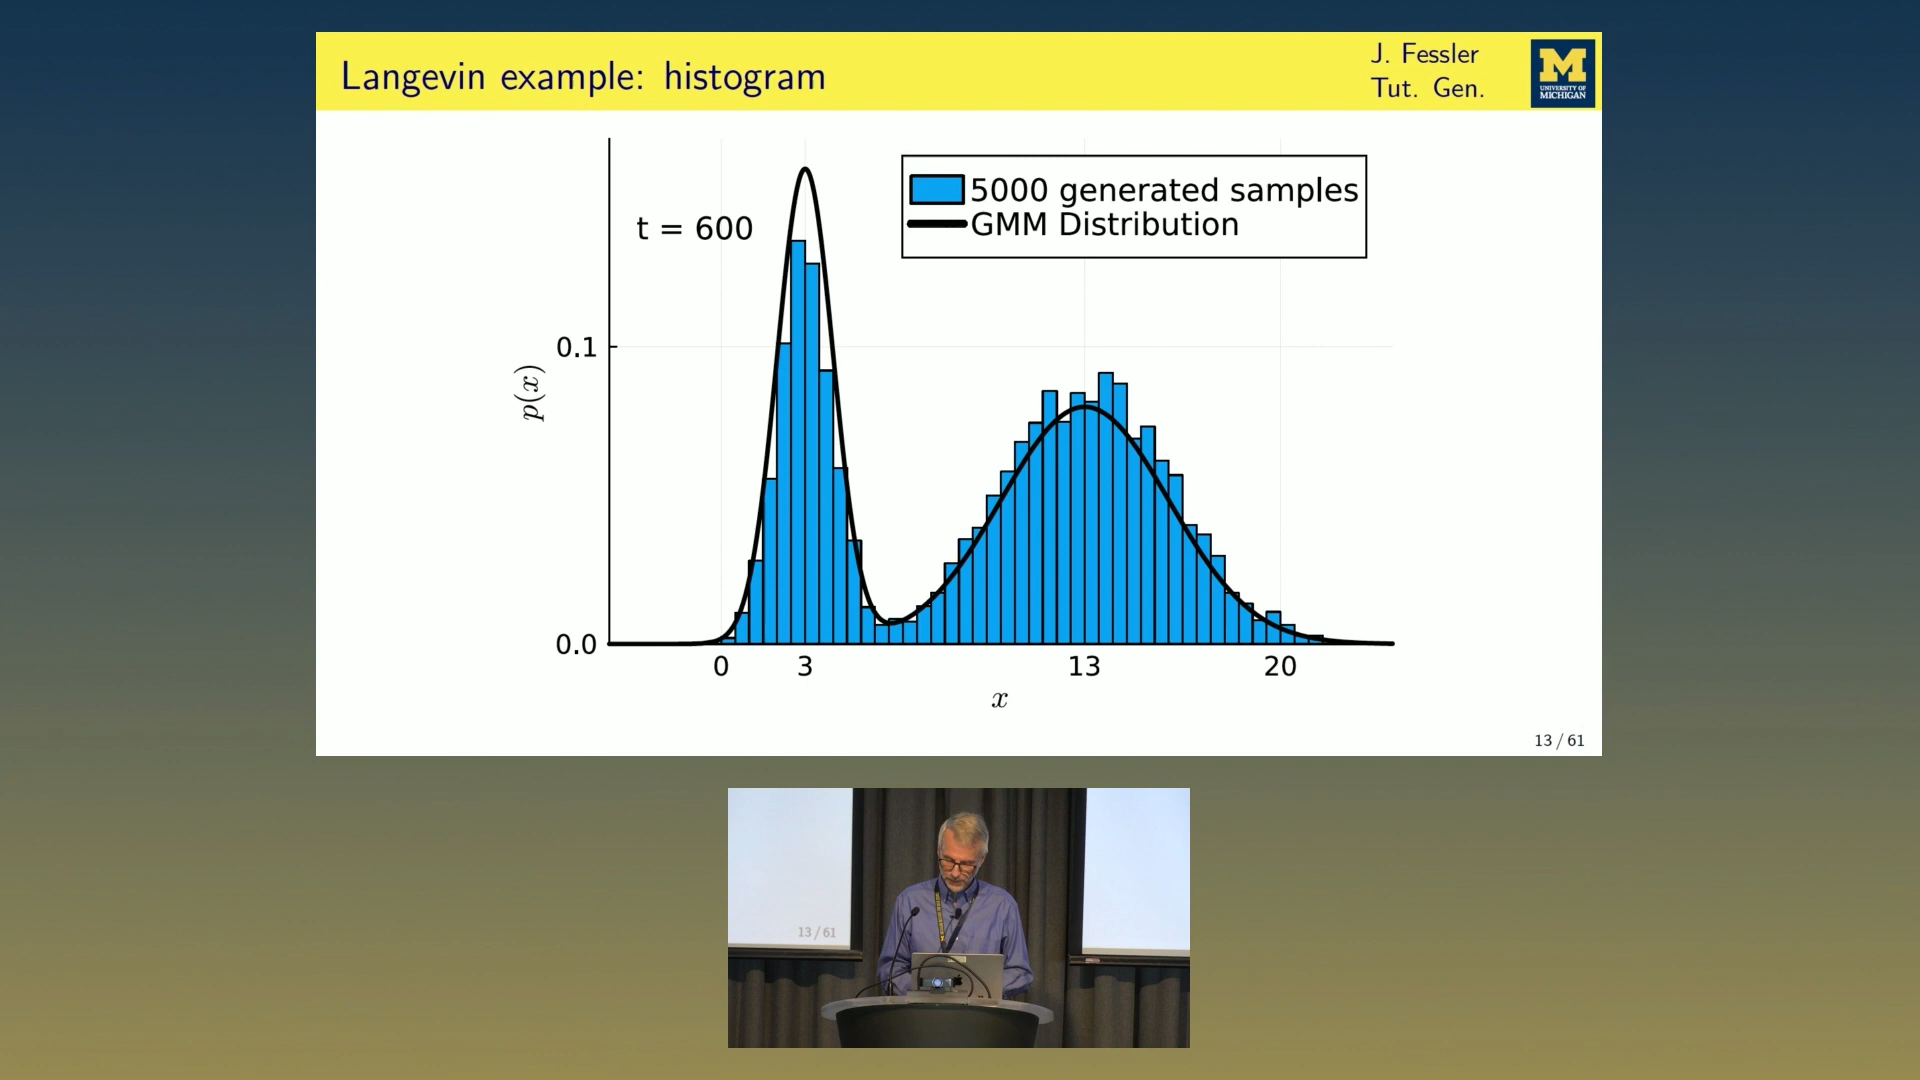 Langevin example: histogram
J. Fessler
Tut. Gen.
M
UNIVERSITY OF
MICHIGAN
5000 generated samples
GMM Distribution
t = 600
0.1
p(x)
0.0
0 3 13 20
x
13 / 61
13 / 61